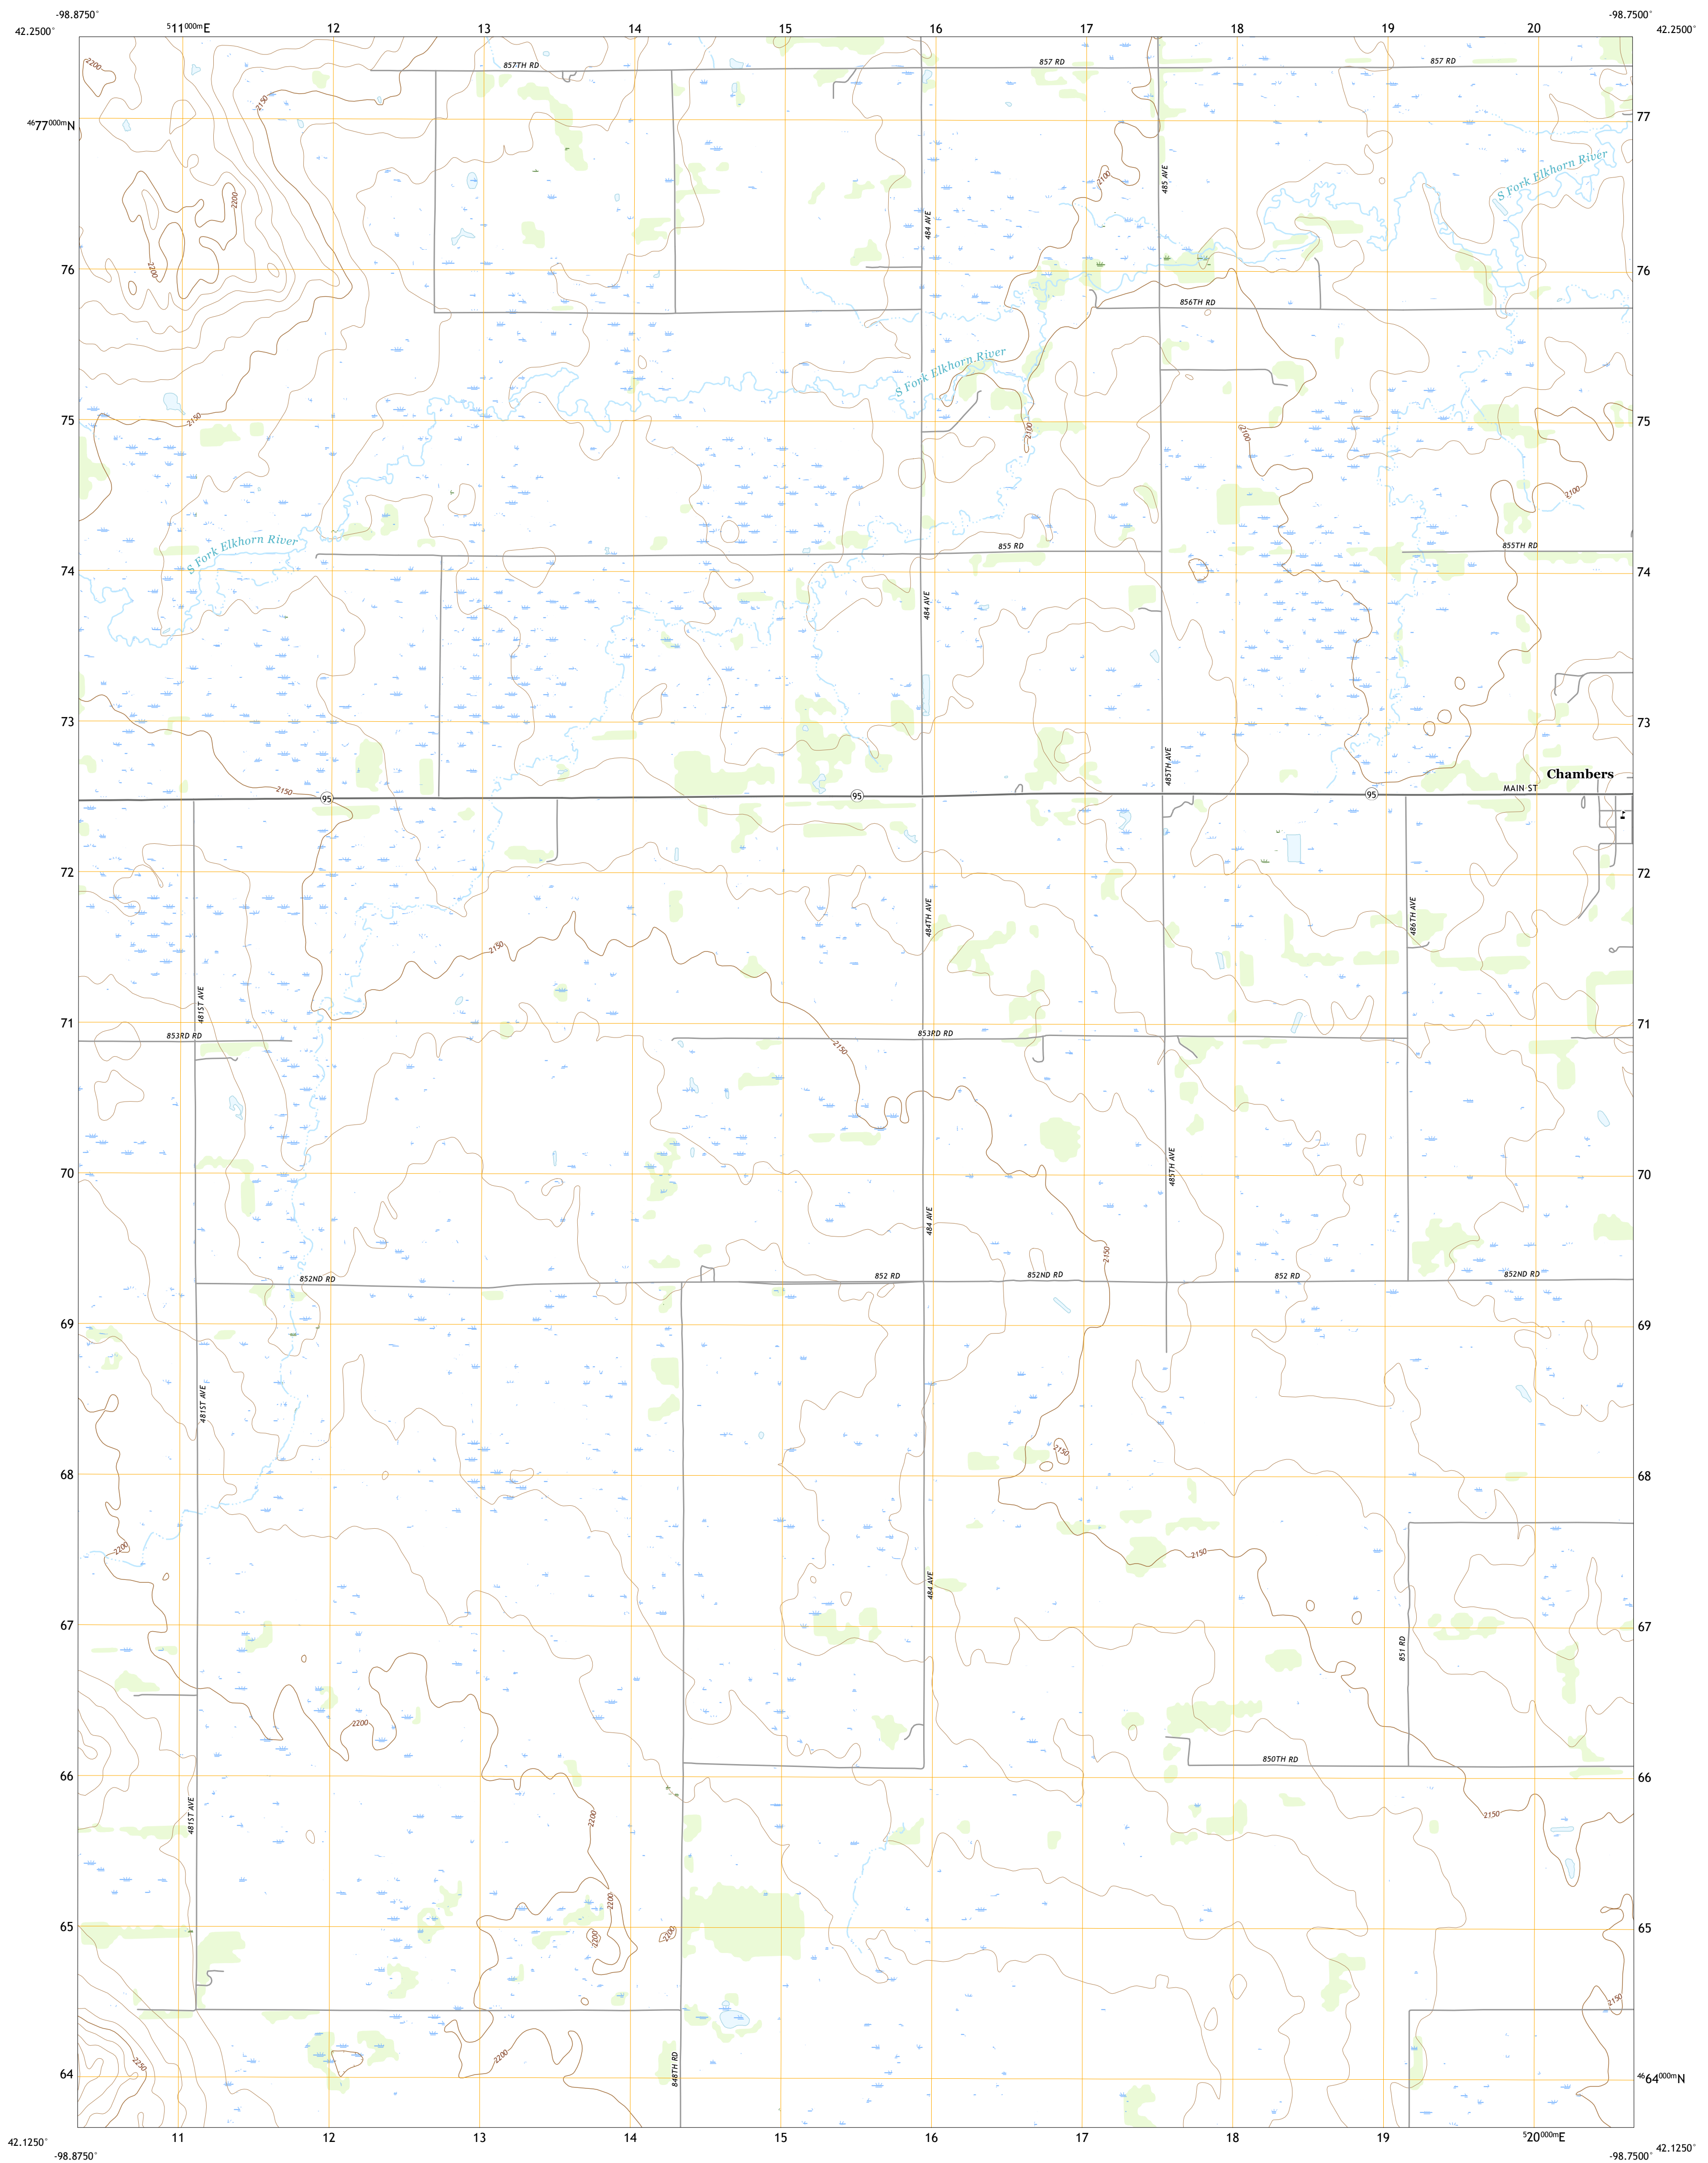 -98.8750°
-98.7500°
42.2500°
⁵11⁰⁰⁰ᵐE
12
13
14
15
16
17
18
19
20
42.2500°
857TH RD
857 RD
857 RD
2200
2150
⁴⁶77⁰⁰⁰ᵐN
77
S Fork Elkhorn River
2100
485 AVE
2200
484 AVE
2200
76
76
856TH RD
S Fork Elkhorn River
2150
75
75
2100
2100
2100
S Fork Elkhorn River
855 RD
855TH RD
74
74
484 AVE
73
73
485TH AVE
Chambers
2150
MAIN ST
95
95
95
72
72
484TH AVE
486TH AVE
2150
481ST AVE
71
71
853RD RD
853RD RD
2150
70
70
485TH AVE
484 AVE
2150
852ND RD
852 RD
852ND RD
852 RD
852ND RD
69
69
481ST AVE
2150
68
68
2200
2150
484 AVE
67
67
851 RD
2200
850TH RD
66
66
481ST AVE
2200
2150
2200
65
65
2200
2200
2150
2200
848TH RD
2250
64
⁴⁶64⁰⁰⁰ᵐN
11
12
13
14
15
16
17
18
19
⁵20⁰⁰⁰ᵐE
42.1250°
42.1250°
-98.8750°
-98.7500°